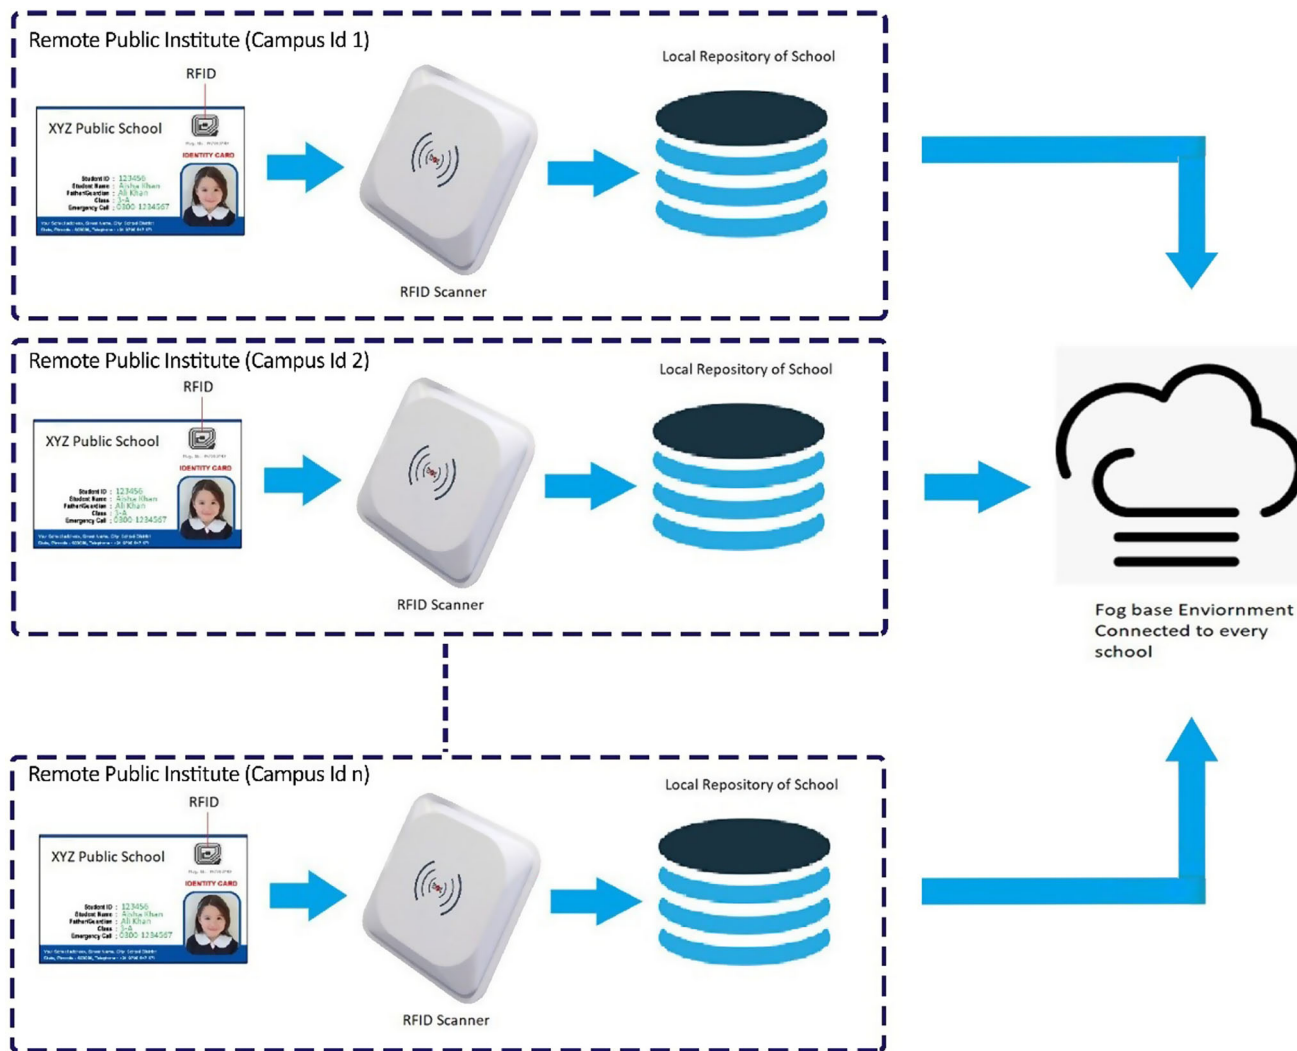 Remote Public Institute (Campus Id 1)
RFID
Local Repository of School
XYZ Public School
IDENTITY CARD
Student ID : 123456
Student Name : Aisha Khan
Father/Guardian : Ali Khan
Class : 5-A
Emergency Call : 0300-1234567
RFID Scanner
Remote Public Institute (Campus Id 2)
RFID
Local Repository of School
XYZ Public School
IDENTITY CARD
Student ID : 123456
Student Name : Aisha Khan
Father/Guardian : Ali Khan
Class : 5-A
Emergency Call : 0300-1234567
RFID Scanner
Fog base Enviornment
Connected to every
school
Remote Public Institute (Campus Id n)
RFID
Local Repository of School
XYZ Public School
IDENTITY CARD
Student ID : 123456
Student Name : Aisha Khan
Father/Guardian : Ali Khan
Class : 5-A
Emergency Call : 0300-1234567
RFID Scanner